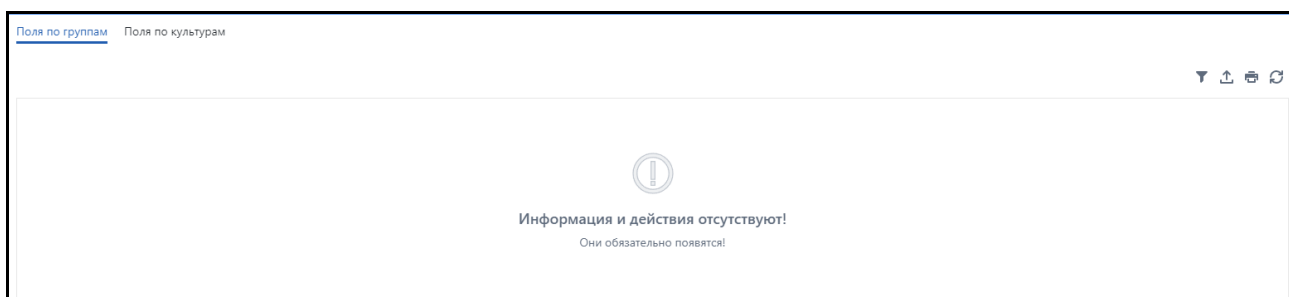 Поля по группам Поля по культурам
Информация и действия отсутствуют!
Они обязательно появятся!